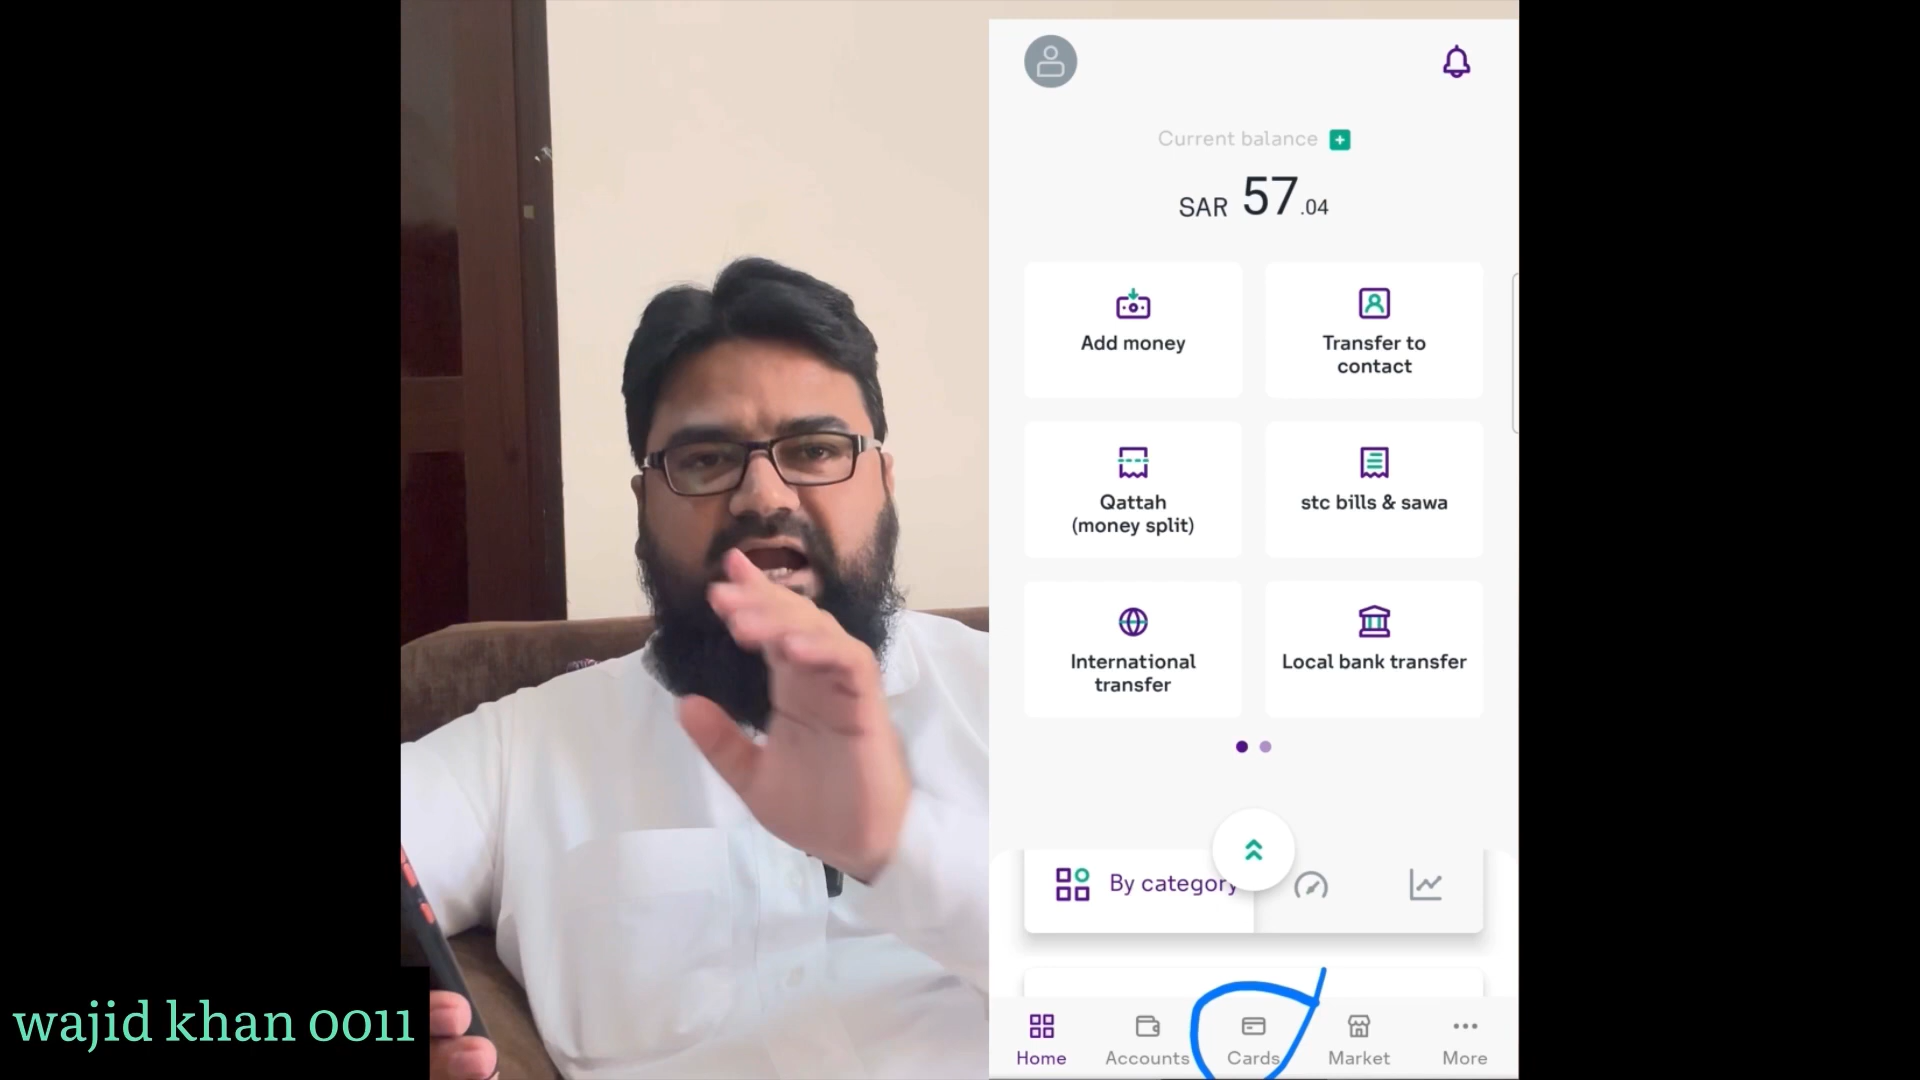 Current balance
SAR 57.04
Add money
Transfer to
contact
Qattah
(money split)
stc bills & sawa
International
transfer
Local bank transfer
By category
Home
Accounts
Cards
Market
More
wajid khan 0011